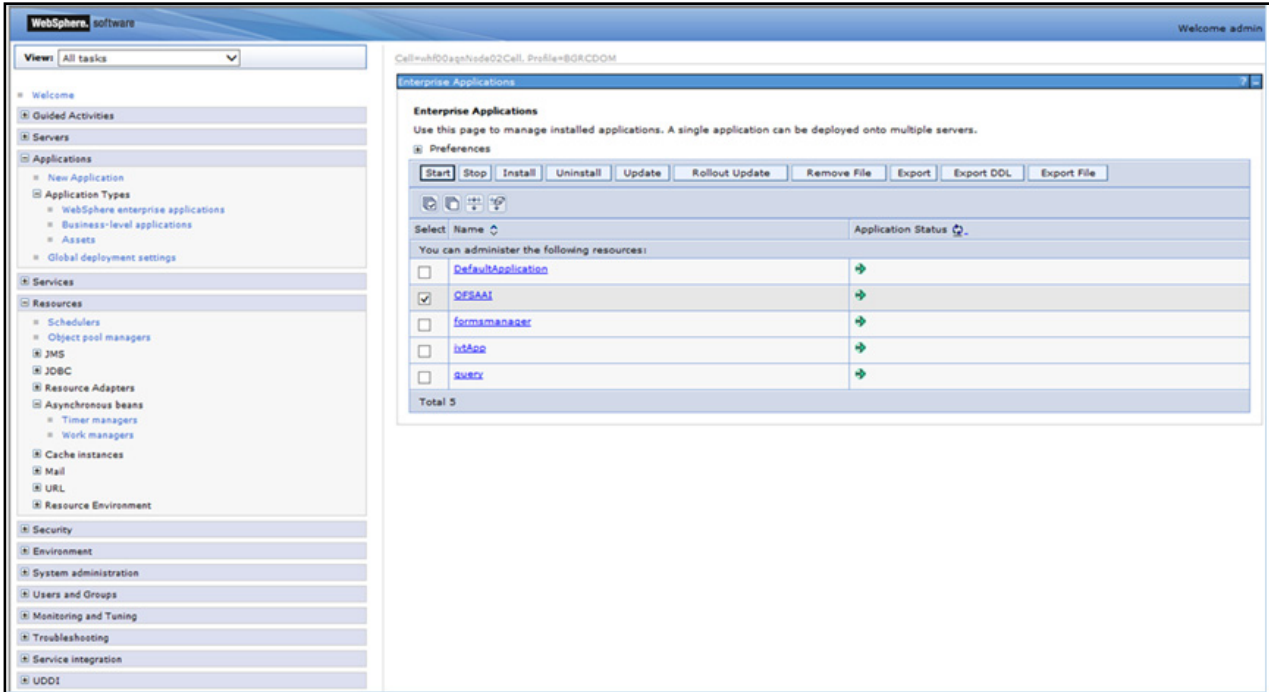 WebSphere. software
Welcome admin
View: All tasks
Cell=whf00aqnNode02Cell, Profile=BGRCDOM
Welcome
Guided Activities
Servers
Applications
New Application
Application Types
WebSphere enterprise applications
Business-level applications
Assets
Global deployment settings
Services
Resources
Schedulers
Object pool managers
JMS
JDBC
Resource Adapters
Asynchronous beans
Timer managers
Work managers
Cache instances
Mail
URL
Resource Environment
Security
Environment
System administration
Users and Groups
Monitoring and Tuning
Troubleshooting
Service integration
UDDI
Enterprise Applications ? -
Enterprise Applications
Use this page to manage installed applications. A single application can be deployed onto multiple servers.
Preferences
Start Stop Install Uninstall Update Rollout Update Remove File Export Export DDL Export File
Select Name Application Status
You can administer the following resources:
DefaultApplication
OFSAAI
formsmanager
ivtApp
query
Total 5